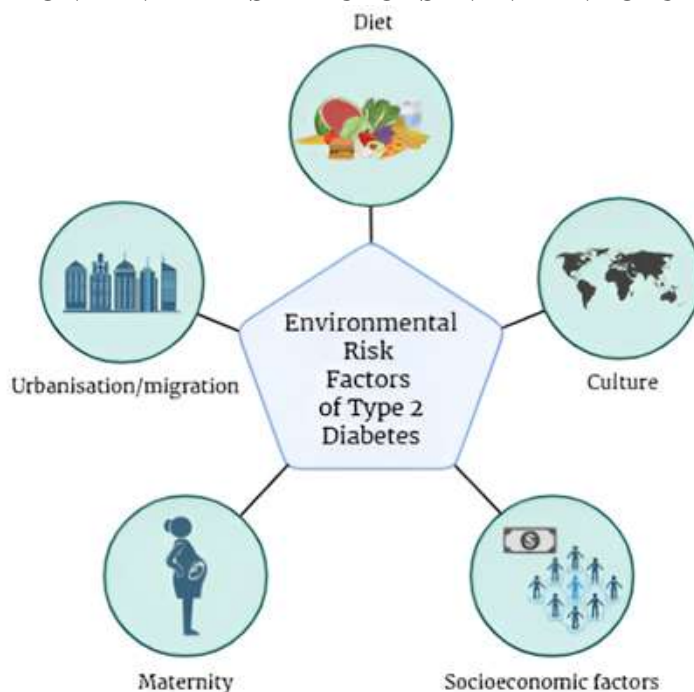 Diet
Environmental
Risk
Factors
of Type 2
Diabetes
Urbanisation/migration
Culture
Maternity
Socioeconomic factors